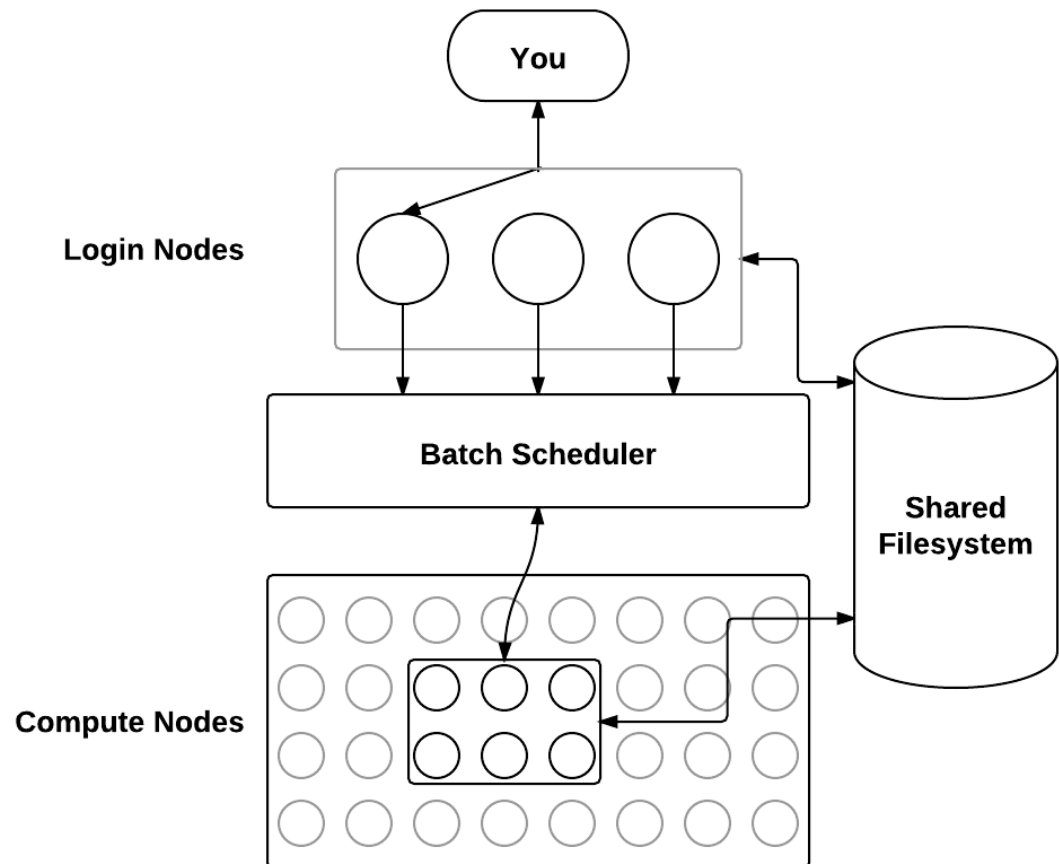 You
Login Nodes
Batch Scheduler
Shared
Filesystem
Compute Nodes